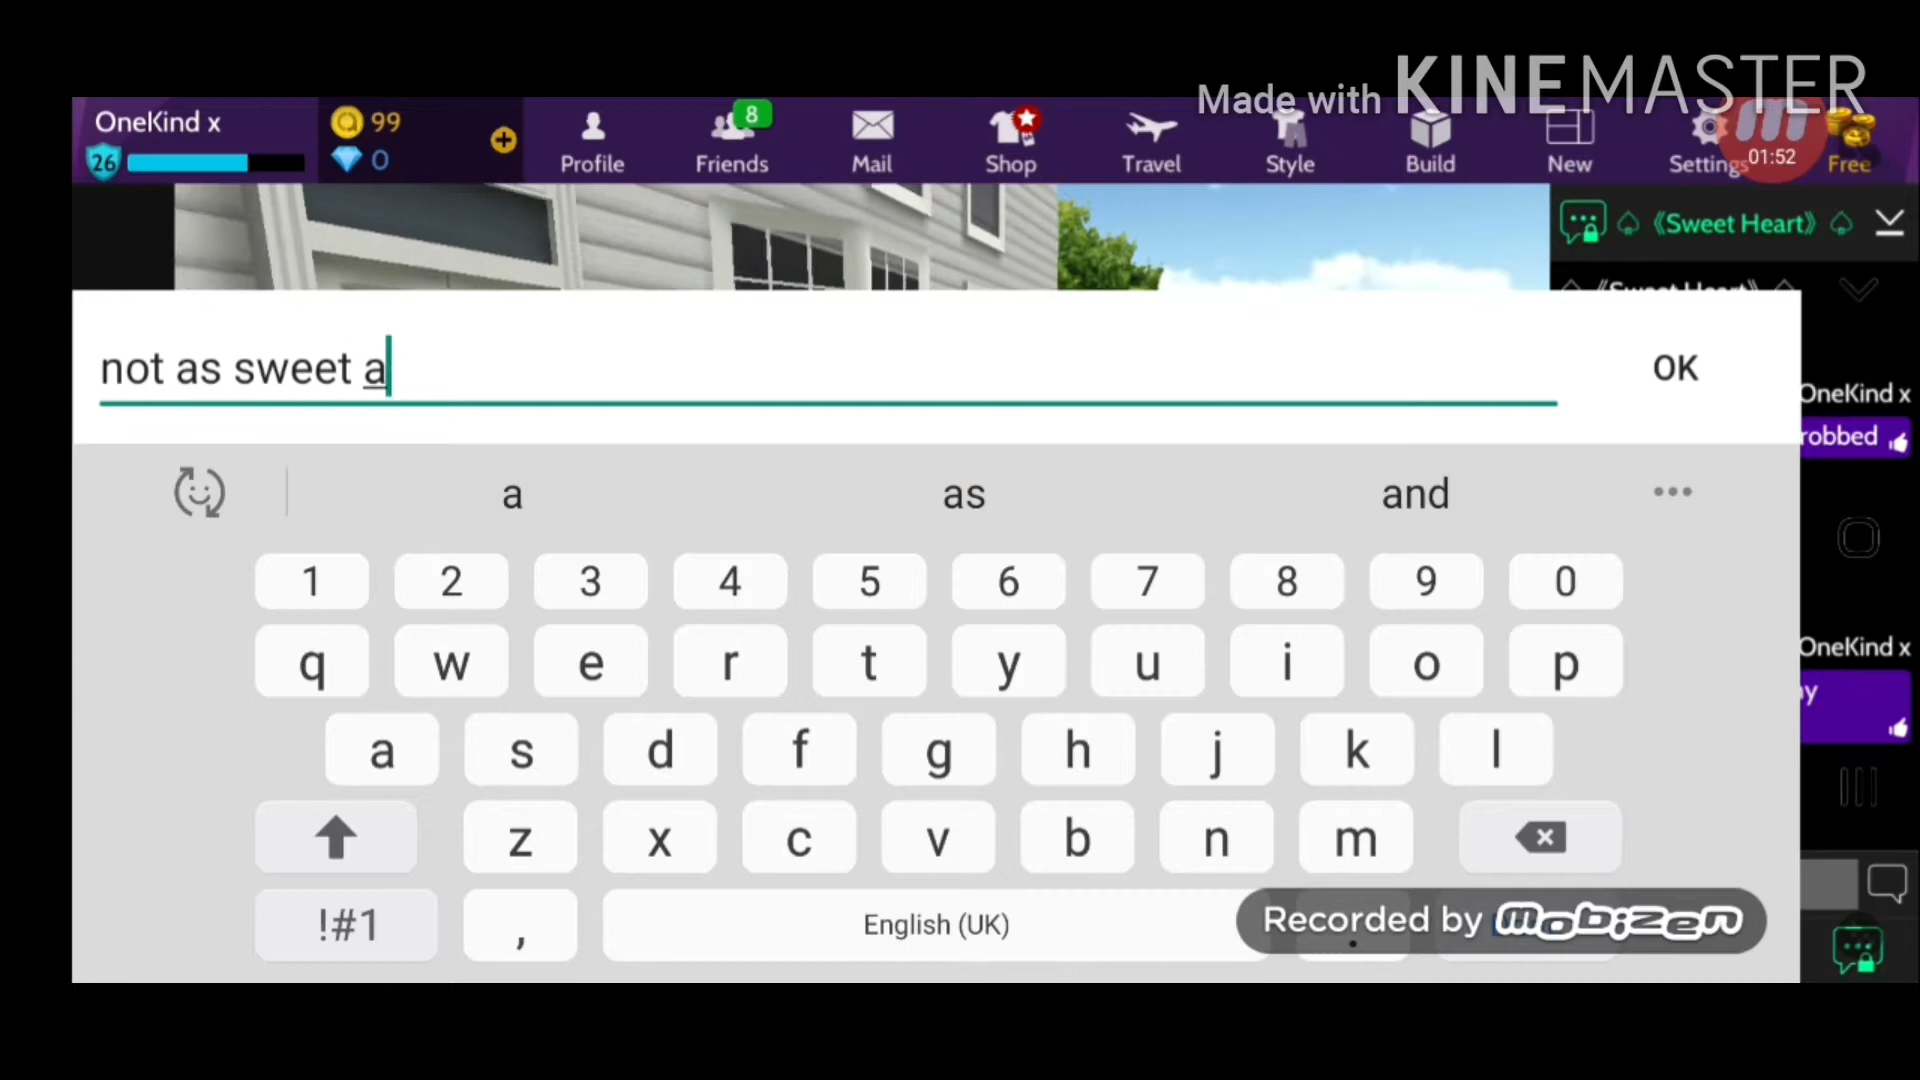 Made with KINEMASTER
OneKind x
99
8
26
0
Profile
Friends
Mail
Shop
Travel
Style
Build
New
Settings
01:52
Free
♤ 《Sweet Heart》 ♤
♤ 《Sweet Heart》 ♤
not as sweet a
OK
OneKind x
robbed
a
as
and
1 2 3 4 5 6 7 8 9 0
q w e r t y u i o p
OneKind x
a s d f g h j k l
z x c v b n m
!#1 , English (UK) .
Recorded by mobizen